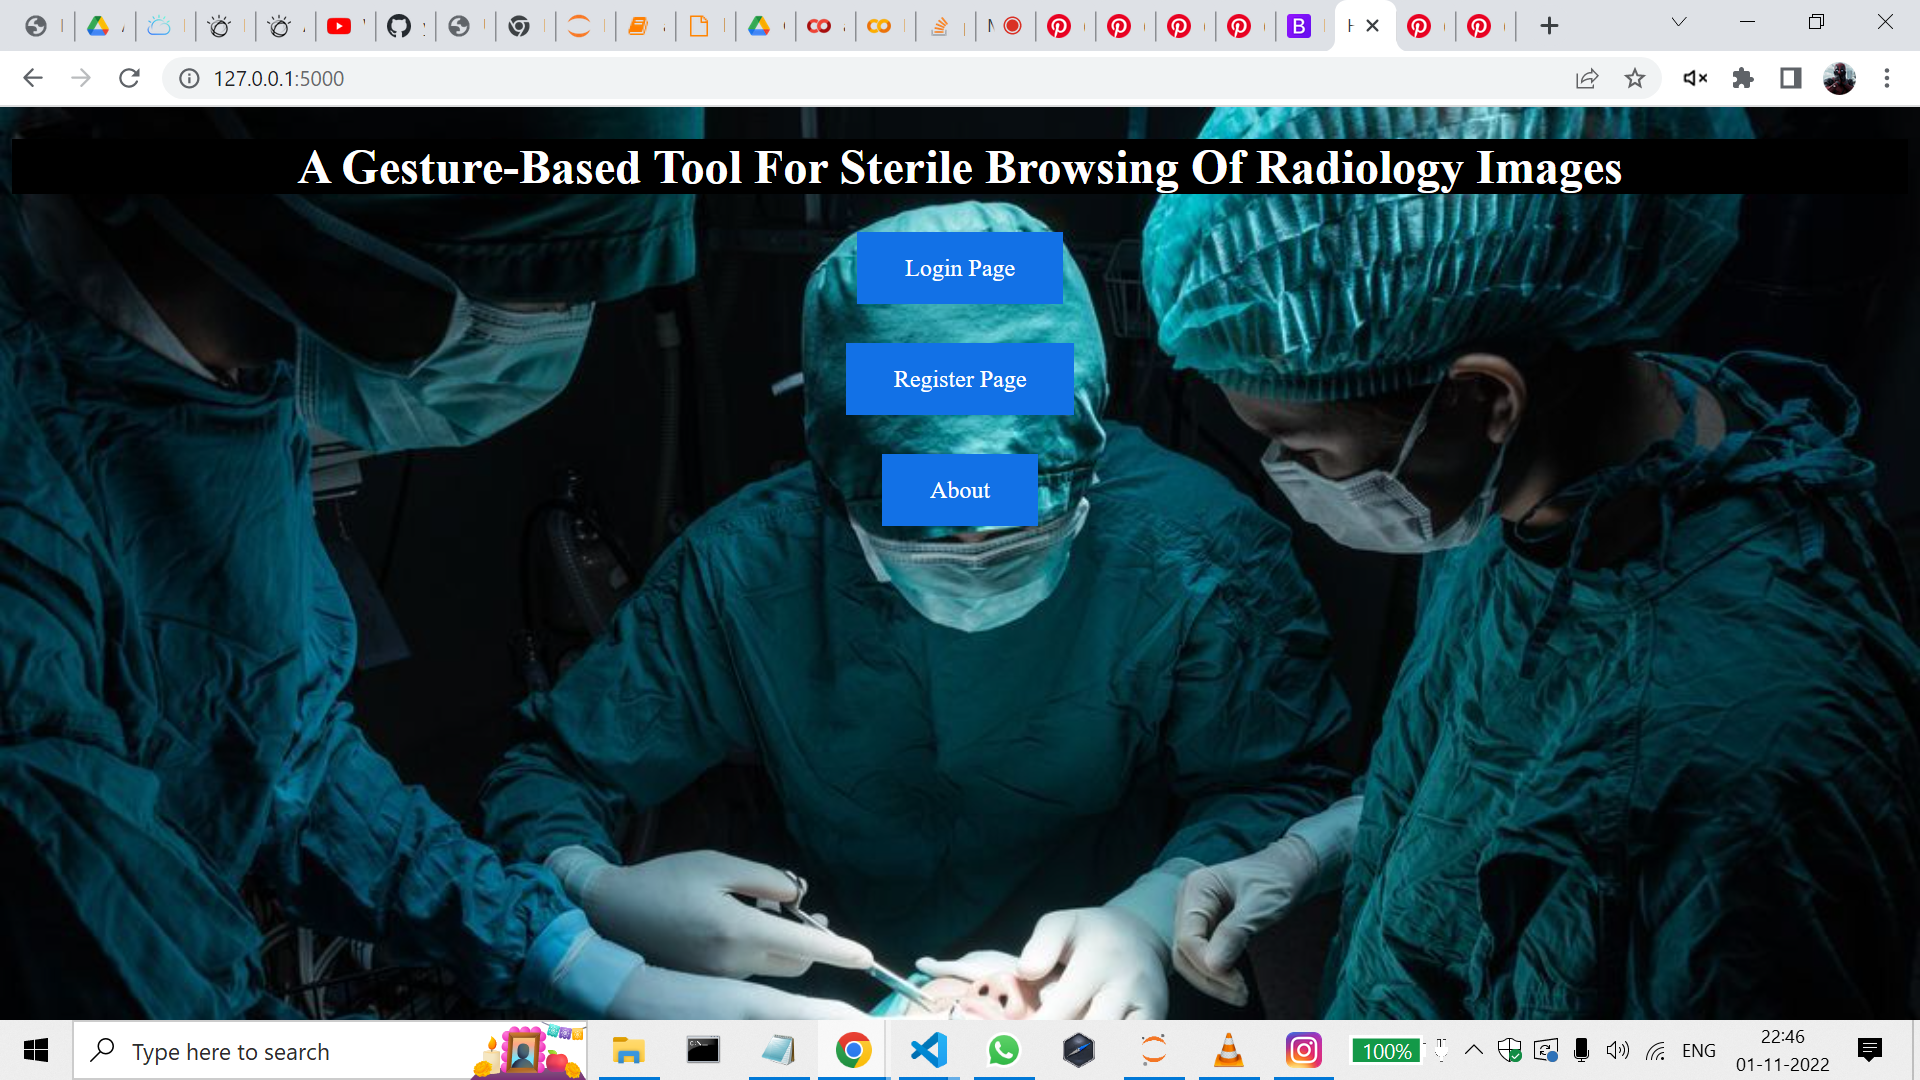 127.0.0.1:5000
A Gesture-Based Tool For Sterile Browsing Of Radiology Images
Login Page
Register Page
About
Type here to search
100%
ENG
22:46
01-11-2022